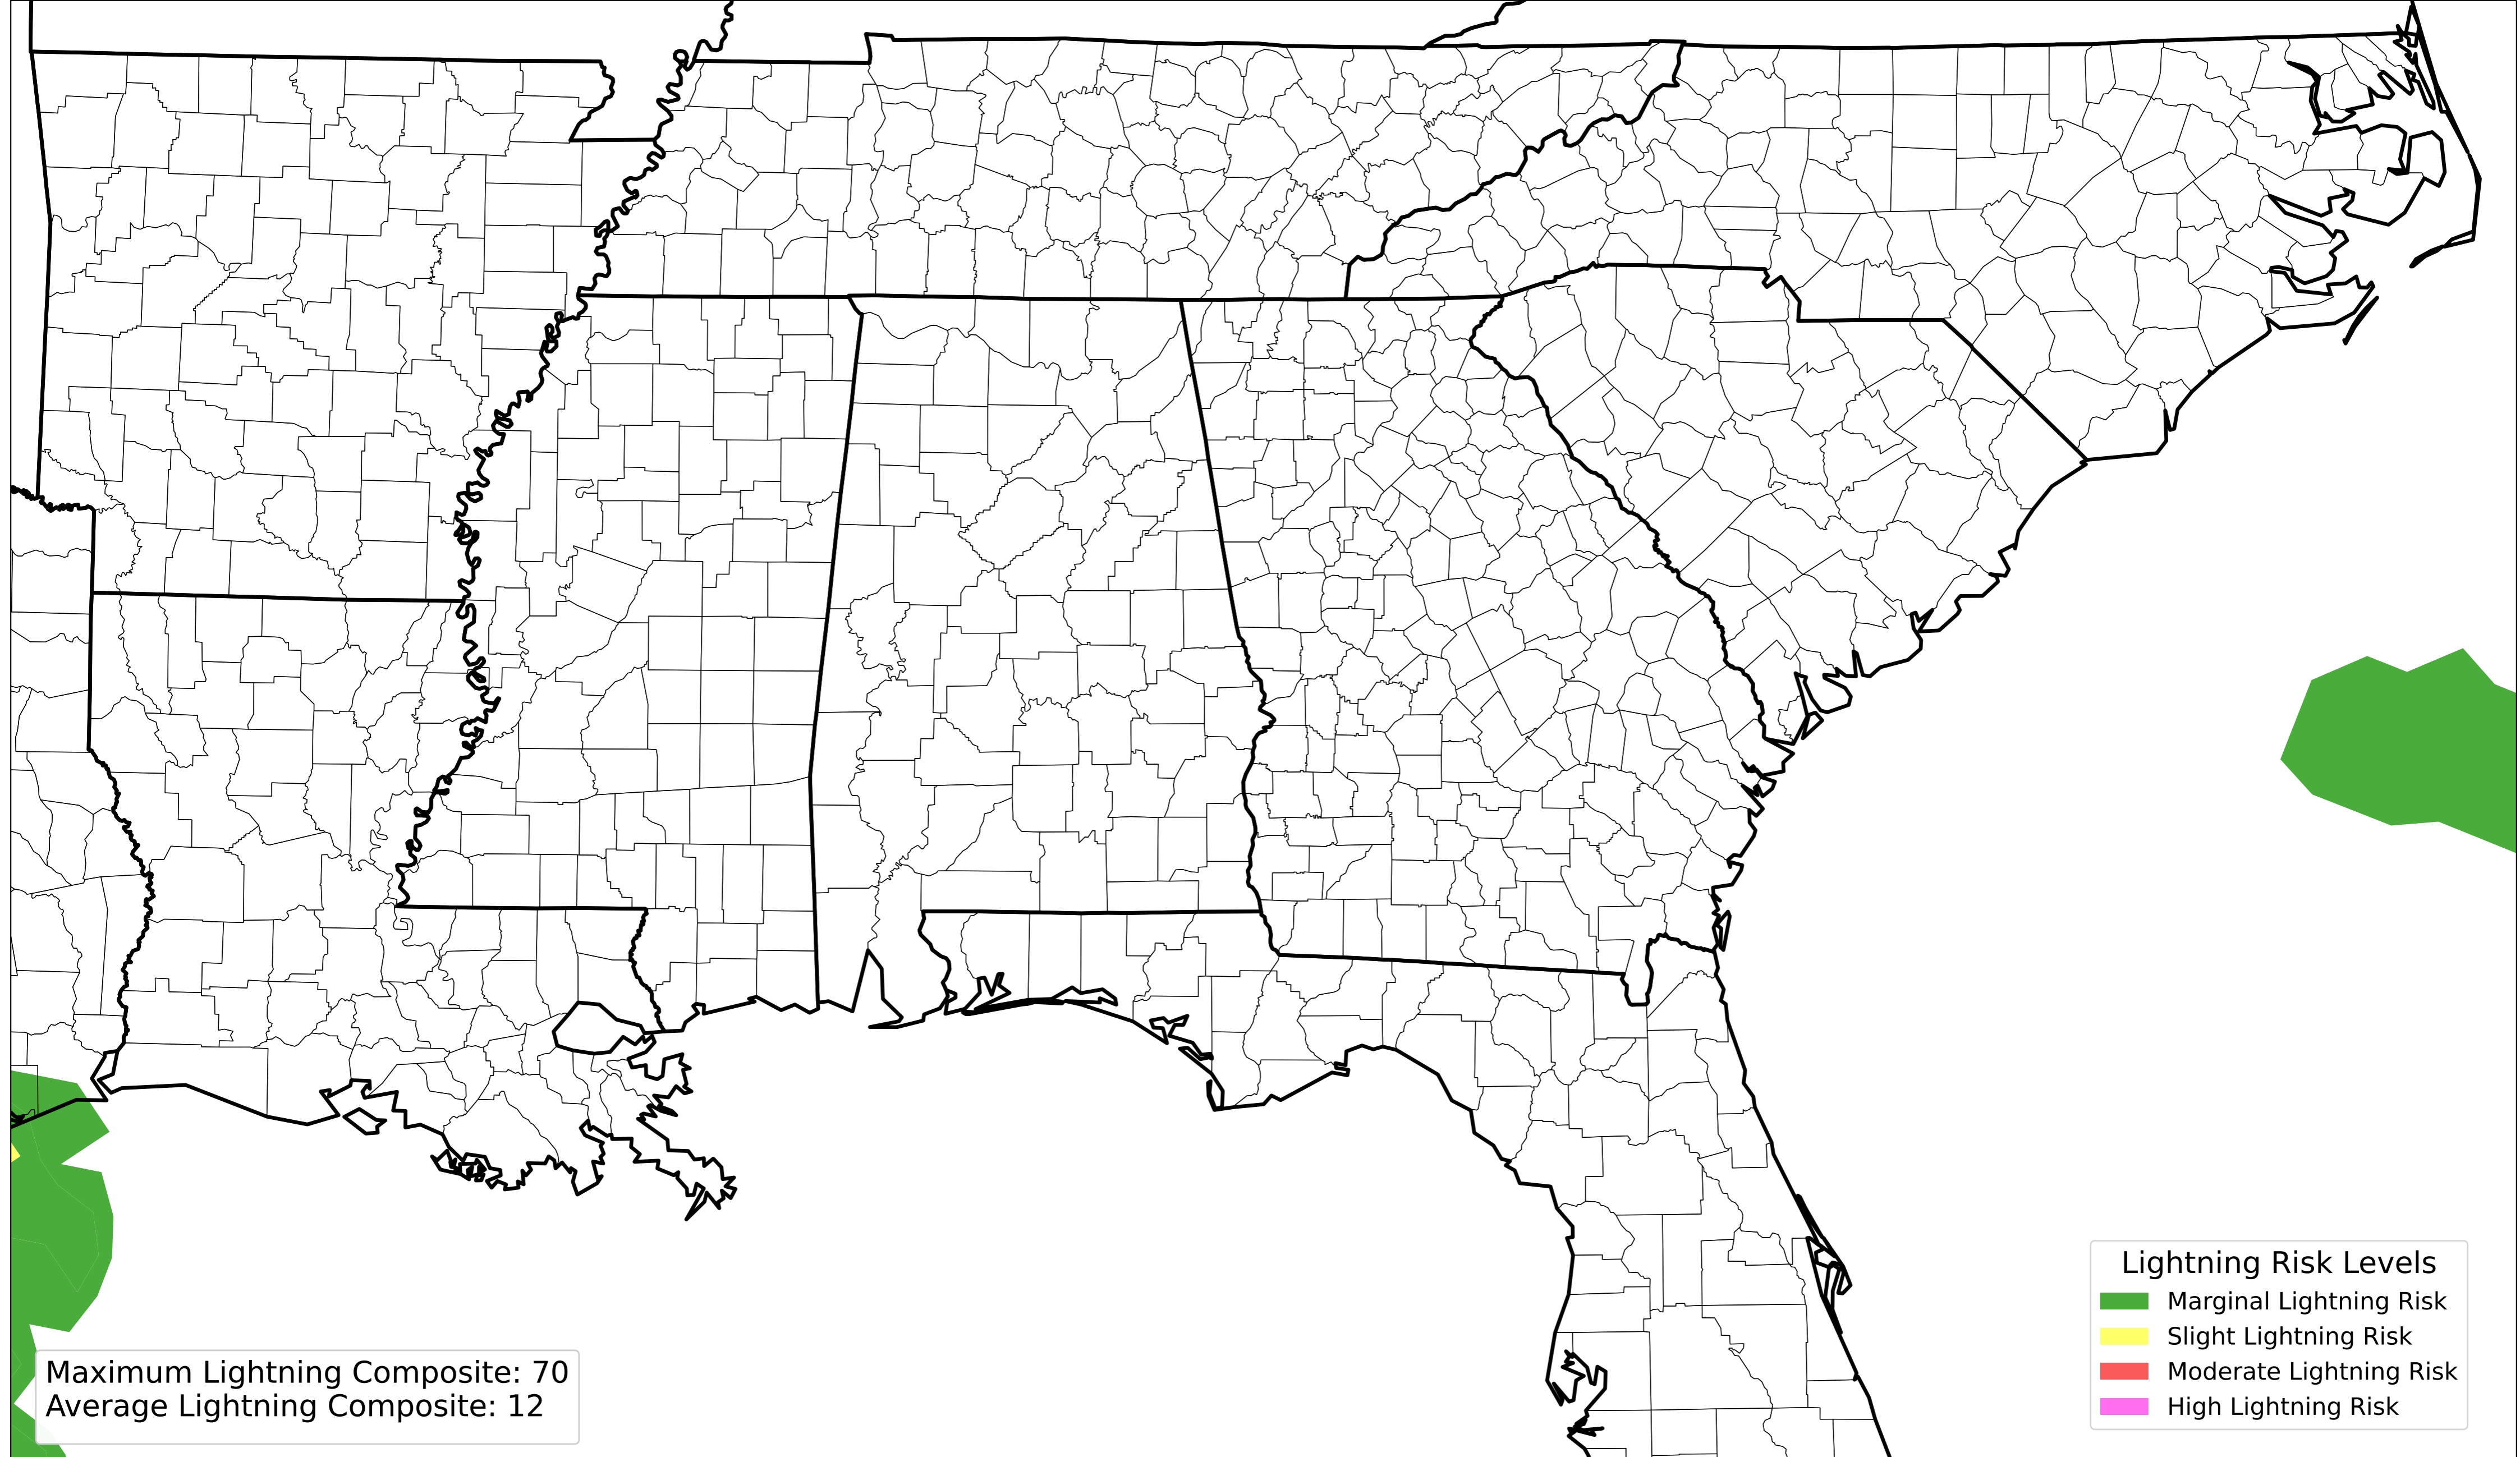 Maximum Lightning Composite: 70
Average Lightning Composite: 12
Lightning Risk Levels
Marginal Lightning Risk
Slight Lightning Risk
Moderate Lightning Risk
High Lightning Risk